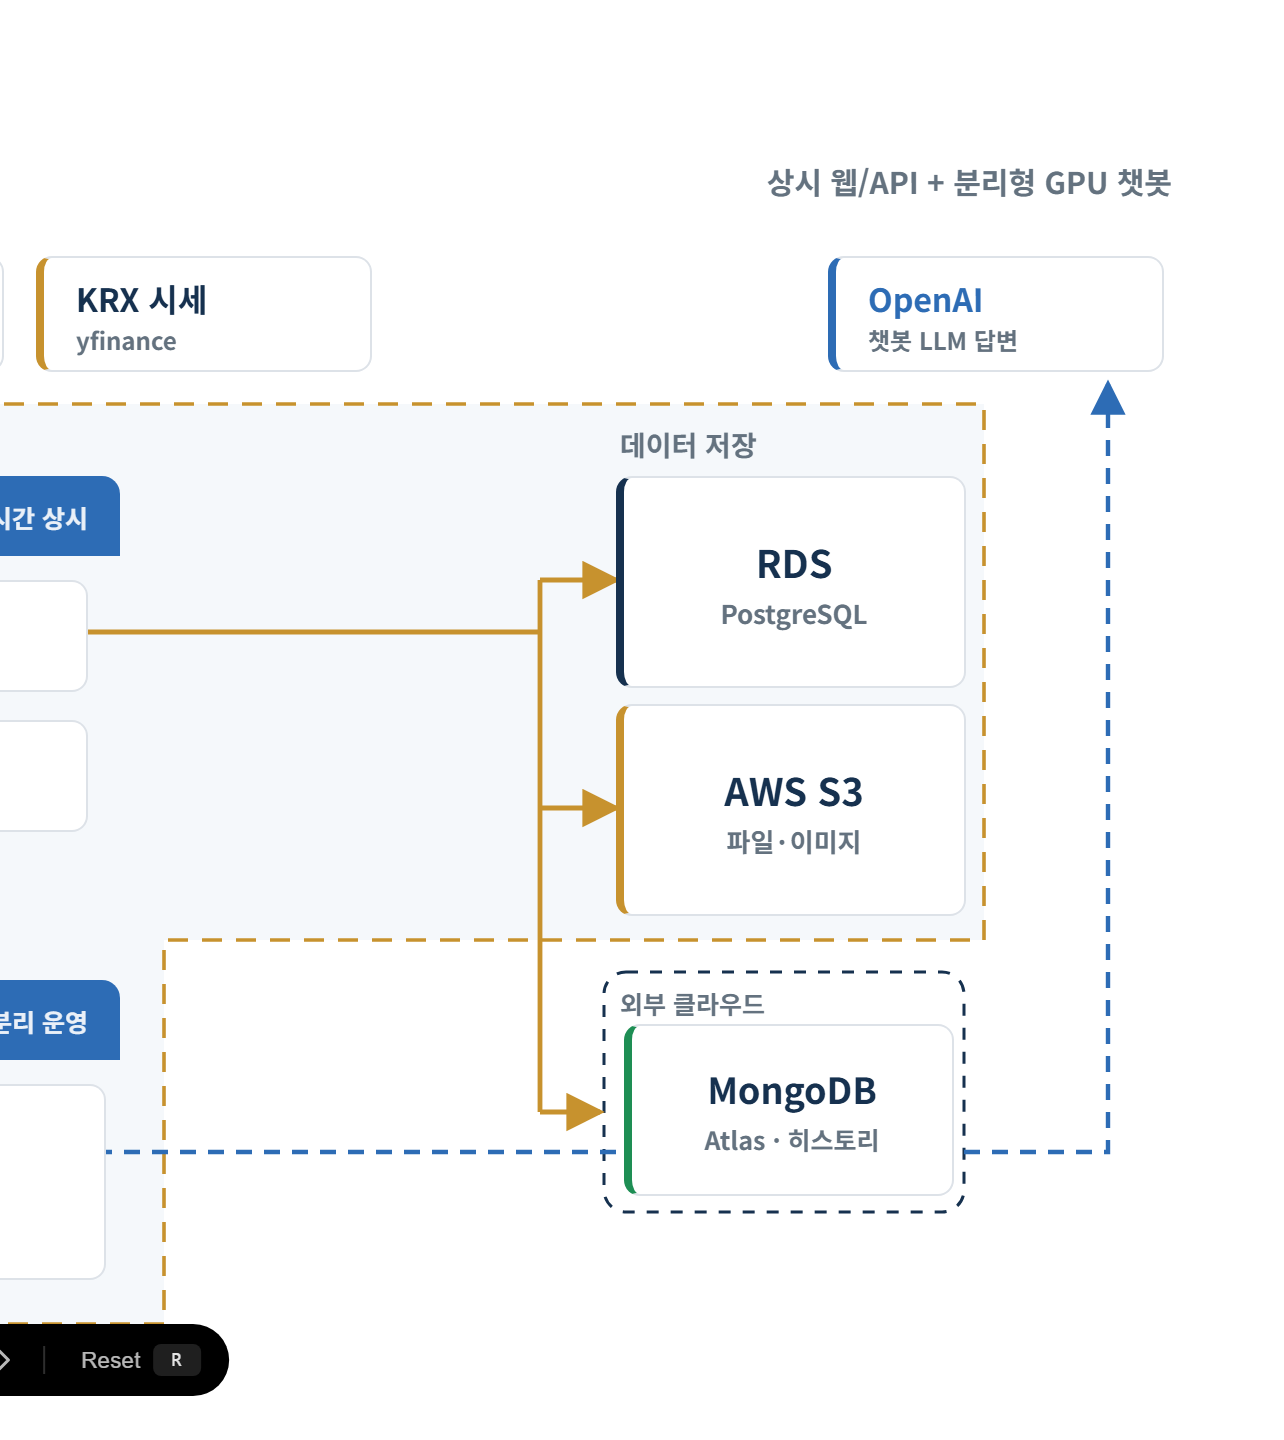 상시 웹/API + 분리형 GPU 챗봇
KRX 시세
yfinance
OpenAI
챗봇 LLM 답변
데이터 저장
시간 상시
RDS
PostgreSQL
AWS S3
파일·이미지
분리 운영
외부 클라우드
MongoDB
Atlas · 히스토리
Reset R